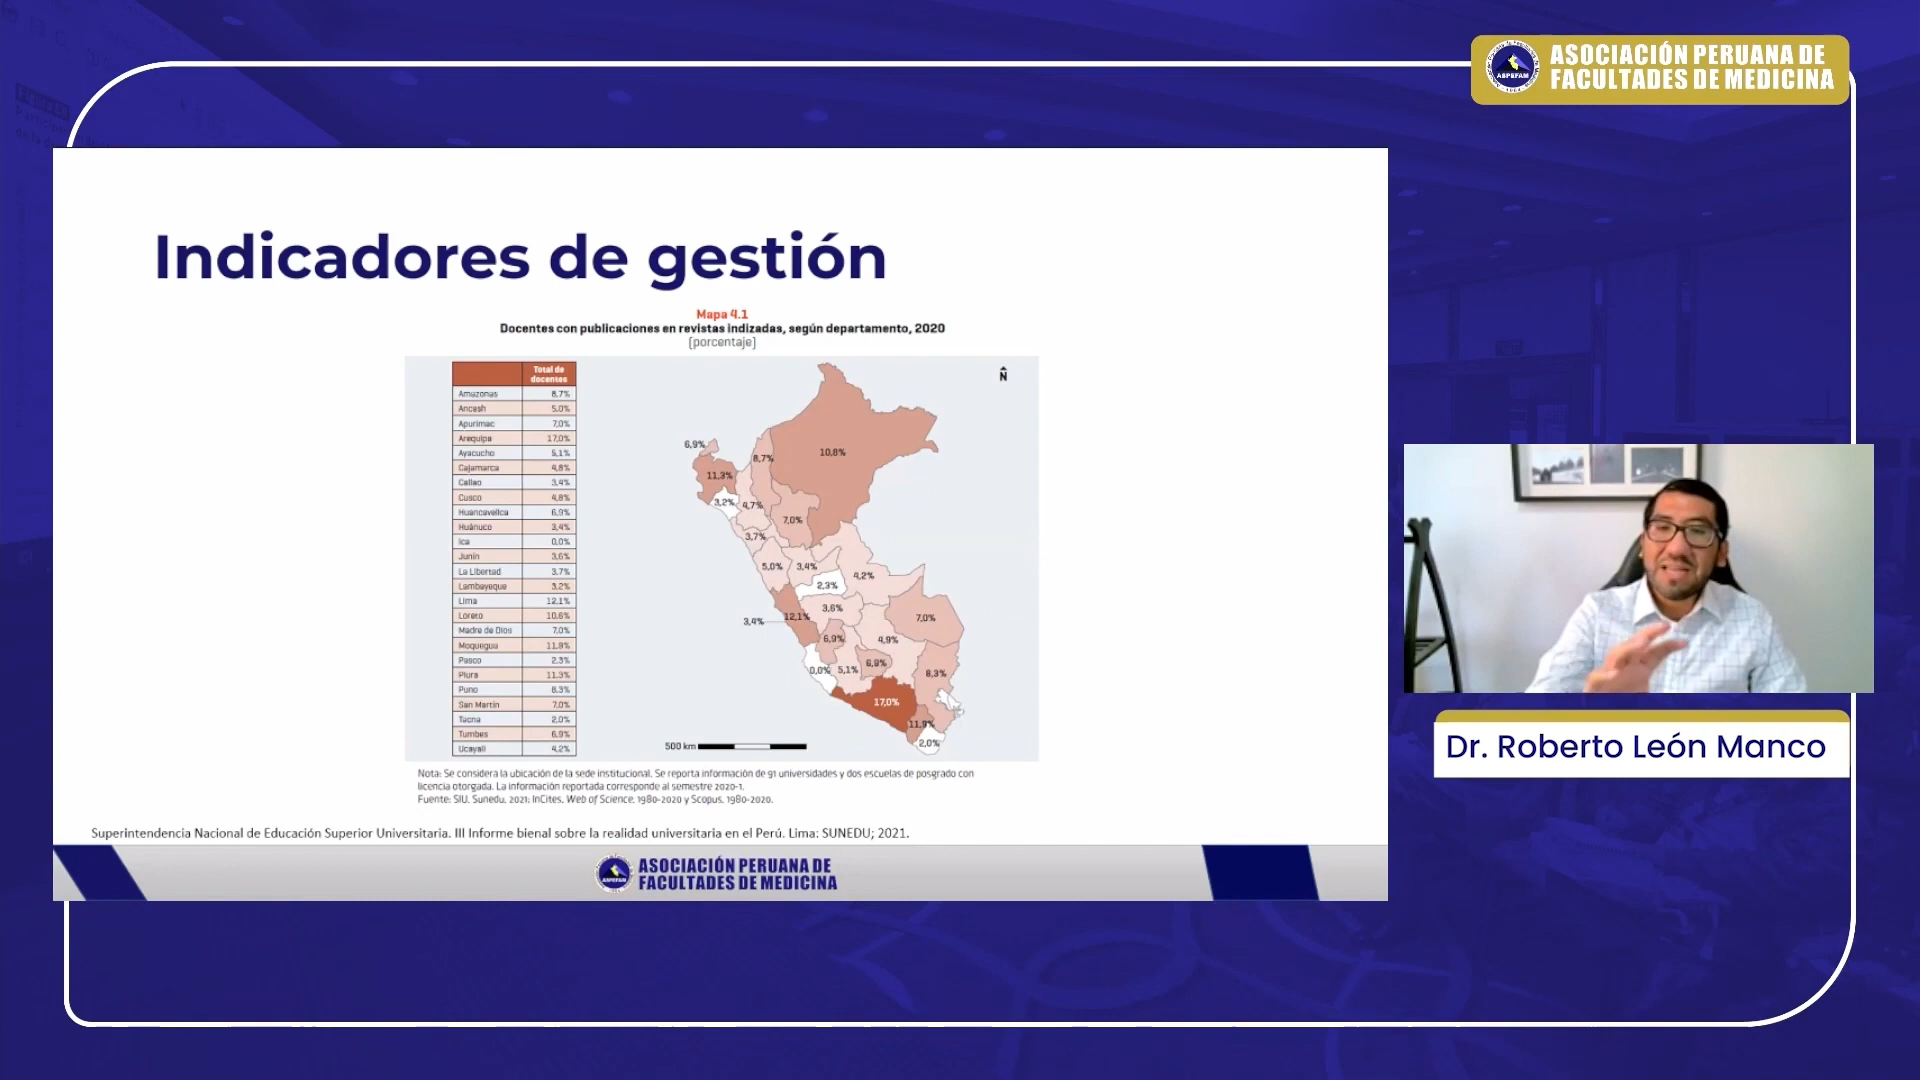 ASOCIACIÓN PERUANA DE
FACULTADES DE MEDICINA
ASPEFAM
Indicadores de gestión
Mapa 4.1
Docentes con publicaciones en revistas indizadas, según departamento, 2020
(porcentaje)
Total de
docentes
Amazonas 8,7%
Ancash 5,0%
Apurímac 7,0%
Arequipa 17,0%
Ayacucho 5,1%
Cajamarca 4,8%
Callao 3,4%
Cusco 4,8%
Huancavelica 6,9%
Huánuco 3,4%
Ica 0,0%
Junín 3,6%
La Libertad 3,7%
Lambayeque 3,2%
Lima 12,1%
Loreto 10,8%
Madre de Dios 7,0%
Moquegua 11,9%
Pasco 2,3%
Piura 11,3%
Puno 8,3%
San Martín 7,0%
Tacna 2,0%
Tumbes 6,9%
Ucayali 4,2%
N
6,9%
10,8%
8,7%
11,3%
3,2%
4,7%
7,0%
3,7%
5,0%
3,4%
4,2%
2,3%
3,6%
12,1%
3,4%
7,0%
6,9%
4,9%
0,0%
5,1%
6,9%
8,3%
17,0%
11,9%
2,0%
500 km
Nota: Se considera la ubicación de la sede institucional. Se reporta información de 91 universidades y dos escuelas de posgrado con
licencia otorgada. La información reportada corresponde al semestre 2020-1.
Fuente: SIU, Sunedu, 2021; InCites, Web of Science, 1980-2020 y Scopus, 1980-2020.
Superintendencia Nacional de Educación Superior Universitaria. III Informe bienal sobre la realidad universitaria en el Perú. Lima: SUNEDU; 2021.
ASPEFAM
ASOCIACIÓN PERUANA DE
FACULTADES DE MEDICINA
Dr. Roberto León Manco